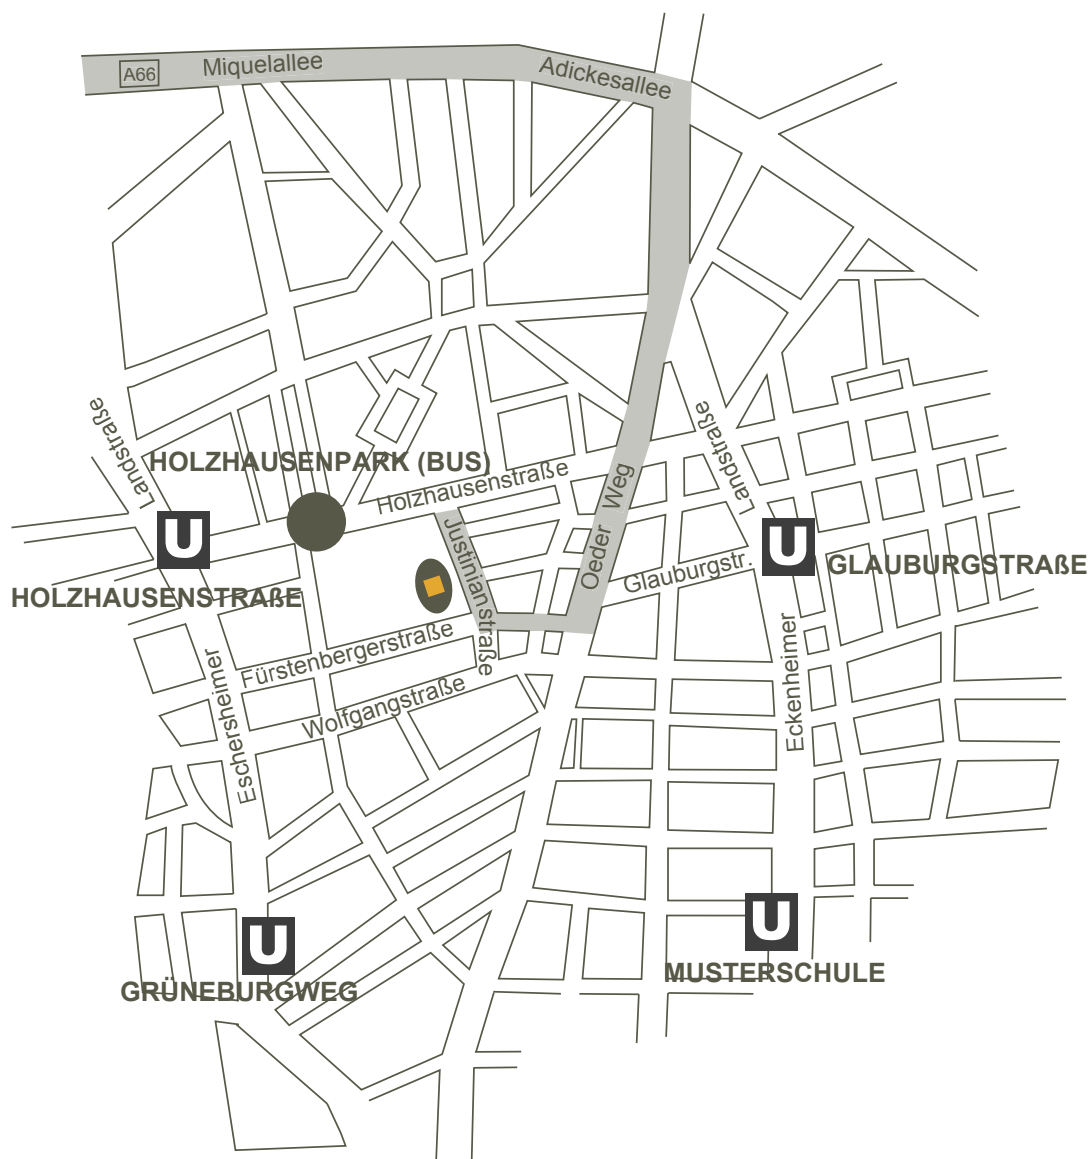 A66
Miquelallee
Adickesallee
Landstraße
Landstraße
HOLZHAUSENPARK (BUS)
Holzhausenstraße
Oeder Weg
U
U
Justinianstraße
Glauburgstr.
GLAUBURGSTRAßE
HOLZHAUSENSTRAßE
Fürstenbergerstraße
Eckenheimer
Eschersheimer
Wolfgangstraße
U
U
MUSTERSCHULE
GRÜNEBURGWEG